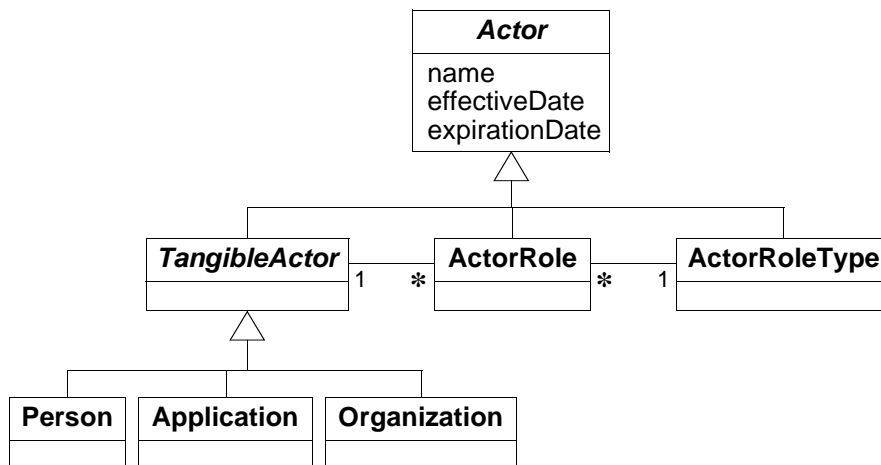 Actor
name
effectiveDate
expirationDate
TangibleActor
ActorRole
ActorRoleType
1
*
*
1
Person
Application
Organization